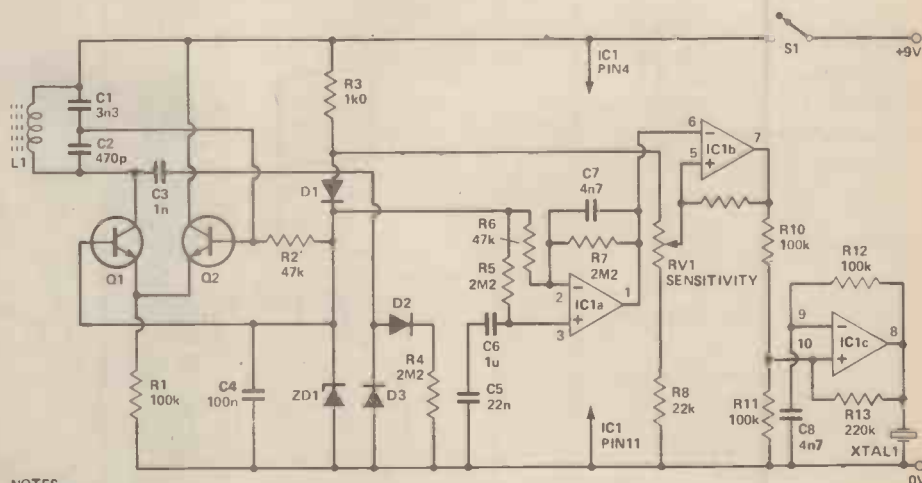 IC1
PIN4
S1
+9V
R3
1k0
C1
3n3
L1
C2
470p
C3
1n
D1
Q1
Q2
R2
47k
R6
47k
R5
2M2
C7
4n7
R7
2M2
2
3
1
IC1a
6
5
7
IC1b
RV1
SENSITIVITY
R10
100k
R12
100k
9
10
8
IC1c
D2
R4
2M2
C6
1u
C5
22n
R1
100k
C4
100n
ZD1
D3
IC1
PIN11
R8
22k
R11
100k
C8
4n7
R13
220k
XTAL1
0V
NOTES